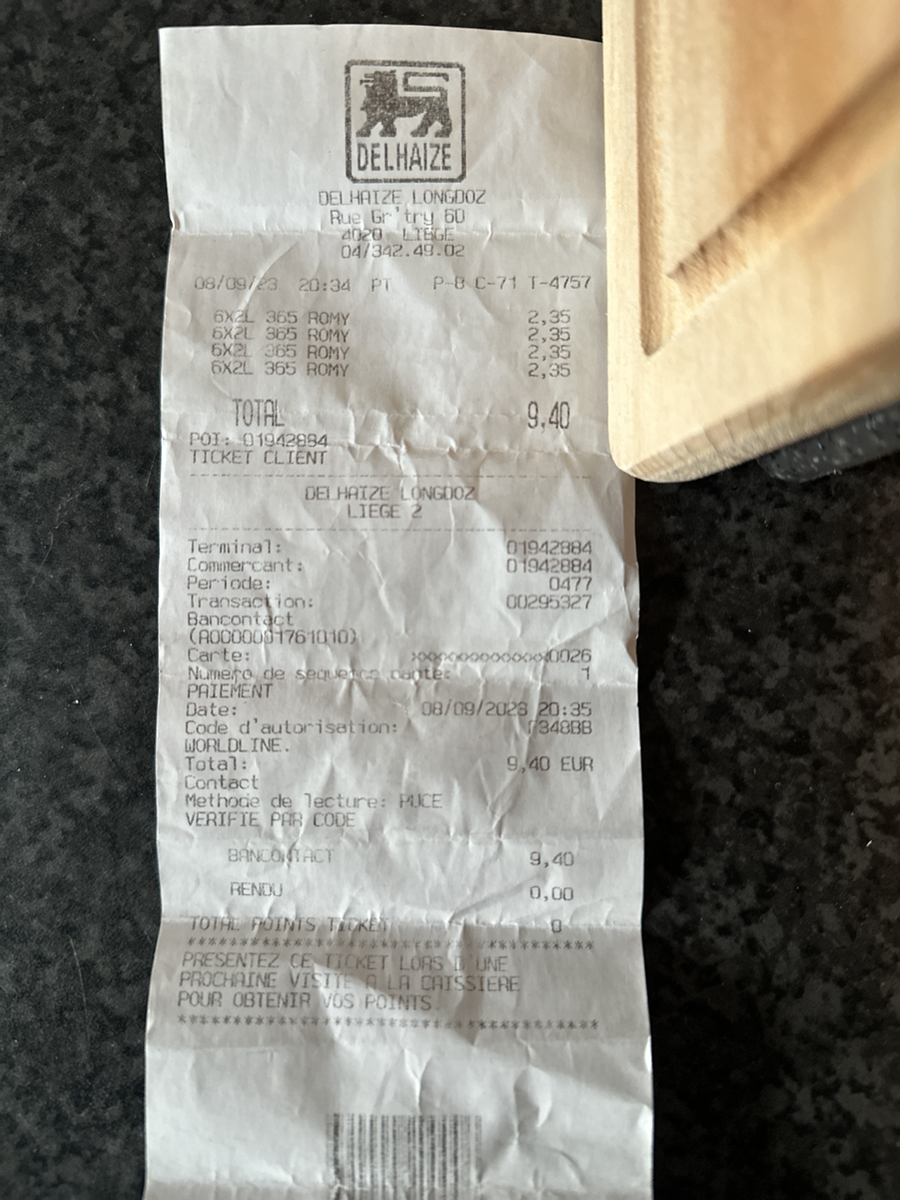 DELHAIZE
DELHAIZE LONGDOZ
Rue Gr'try 60
4020 LIEGE
04/342.49.02
08/09/23 20:34 PT P-8 C-71 T-4757
6X2L 365 ROMY 2,35
6X2L 365 ROMY 2,35
6X2L 365 ROMY 2,35
6X2L 365 ROMY 2,35
TOTAL 9,40
POI: 01942884
TICKET CLIENT
DELHAIZE LONGDOZ
LIEGE 2
Terminal: 01942884
Commercant: 01942884
Periode: 0477
Transaction: 00295327
Bancontact
(A0000001761010)
Carte: xxxxxxxxxxxxx0026
Numero de sequence carte: 1
PAIEMENT
Date: 08/09/2023 20:35
Code d'autorisation: 348BB
WORLDLINE.
Total: 9,40 EUR
Contact
Methode de lecture: PUCE
VERIFIE PAR CODE
BANCONTACT 9,40
RENDU 0,00
TOTAL POINTS TICKET 0
*****************************************
PRESENTEZ CE TICKET LORS D'UNE
PROCHAINE VISITE A LA CAISSIERE
POUR OBTENIR VOS POINTS.
*****************************************